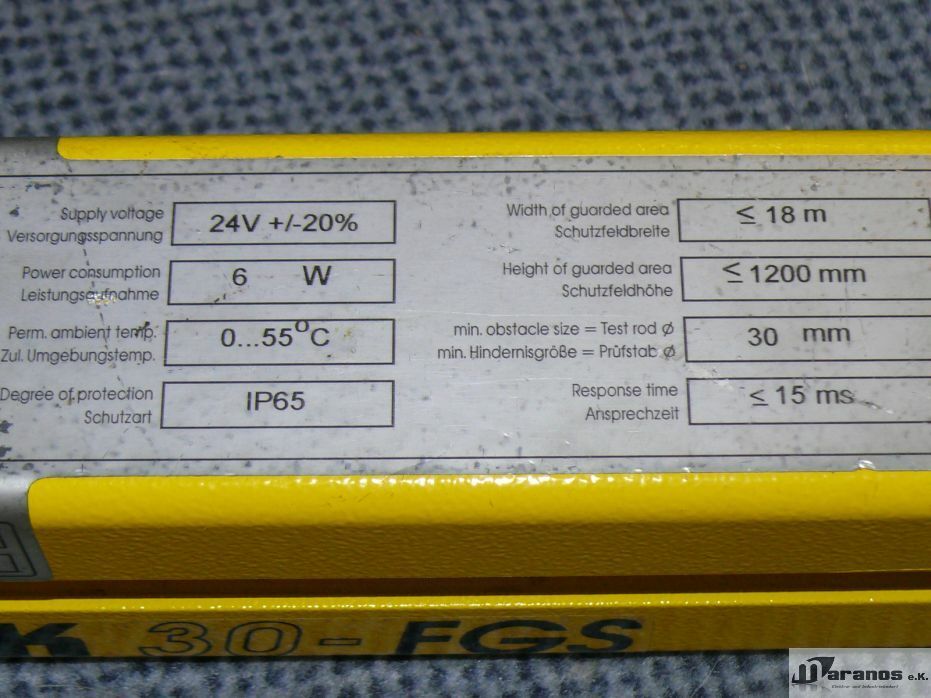 Supply voltage
Versorgungsspannung
24V +/-20%
Power consumption
Leistungsaufnahme
6 W
Perm. ambient temp.
Zul. Umgebungstemp.
0...55°C
Degree of protection
Schutzart
IP65
Width of guarded area
Schutzfeldbreite
≤ 18 m
Height of guarded area
Schutzfeldhöhe
≤ 1200 mm
min. obstacle size = Test rod ø
min. Hindernisgröße = Prüfstab ø
30 mm
Response time
Ansprechzeit
≤ 15 ms
K 30-FGS
Maranos e.K.